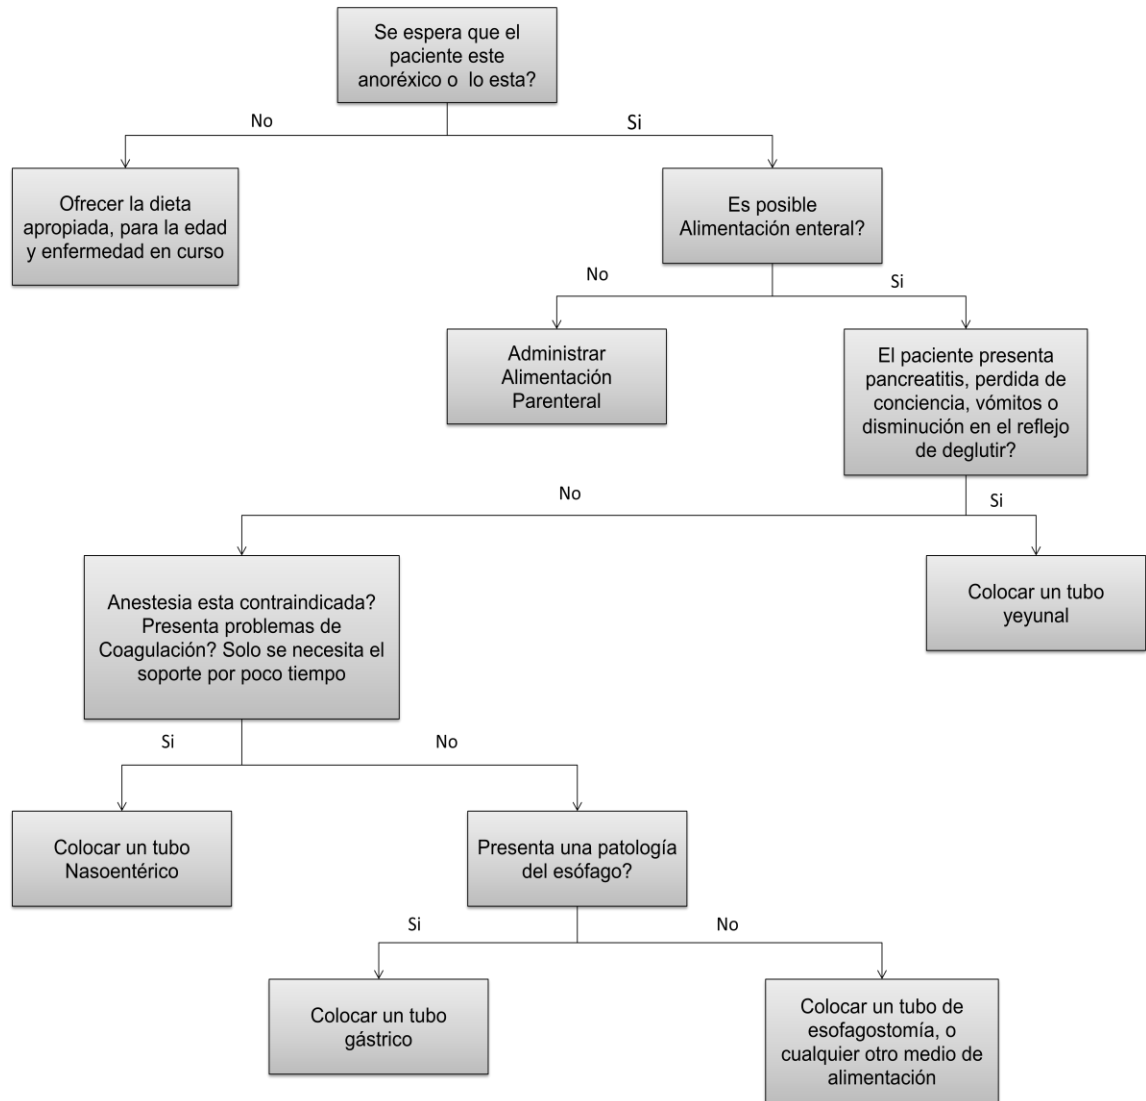 Se espera que el
paciente este
anoréxico o lo esta?
No
Si
Ofrecer la dieta
apropiada, para la edad
y enfermedad en curso
Es posible
Alimentación enteral?
No
Si
Administrar
Alimentación
Parenteral
El paciente presenta
pancreatitis, perdida de
conciencia, vómitos o
disminución en el reflejo
de deglutir?
No
Si
Anestesia esta contraindicada?
Presenta problemas de
Coagulación? Solo se necesita el
soporte por poco tiempo
Colocar un tubo
yeyunal
Si
No
Colocar un tubo
Nasoentérico
Presenta una patología
del esófago?
Si
No
Colocar un tubo
gástrico
Colocar un tubo de
esofagostomía, o
cualquier otro medio de
alimentación